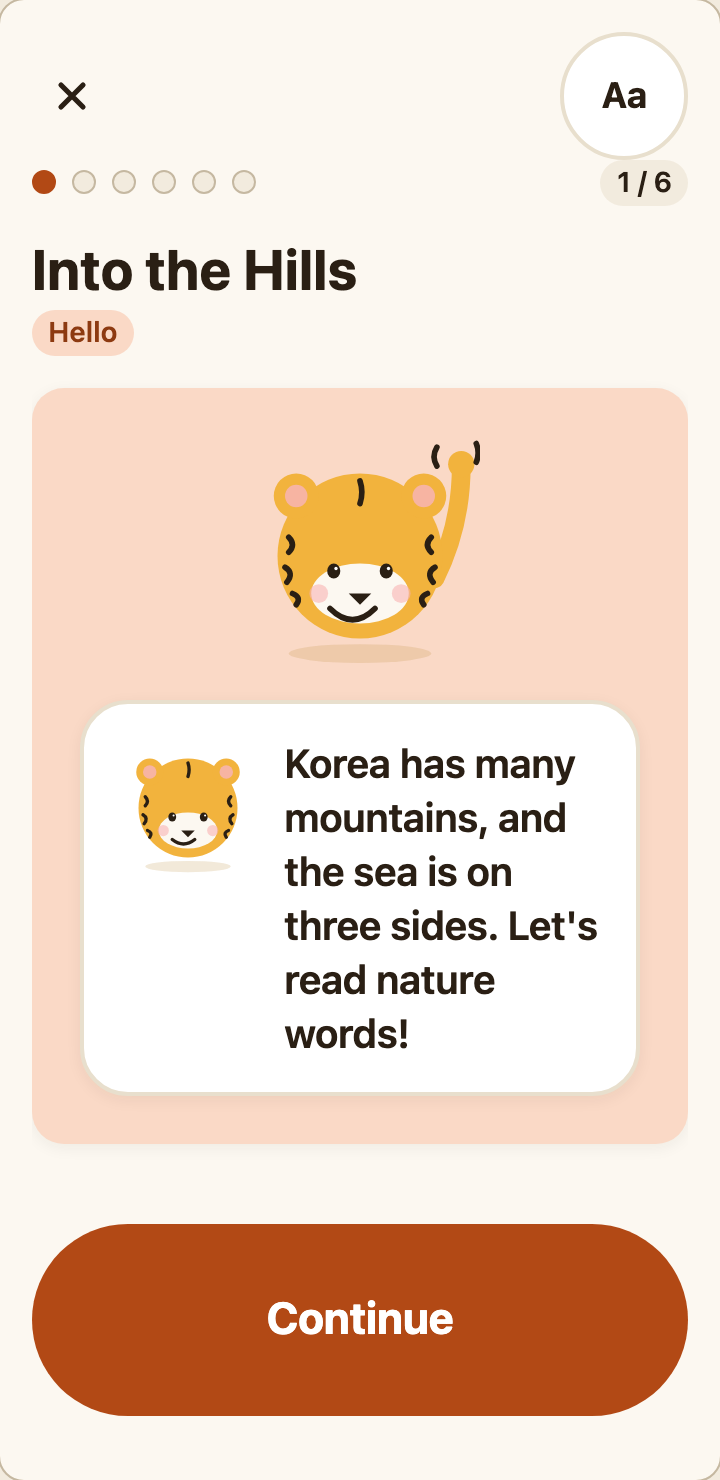 Aa
1 / 6
Into the Hills
Hello
Korea has many
mountains, and
the sea is on
three sides. Let's
read nature
words!
Continue